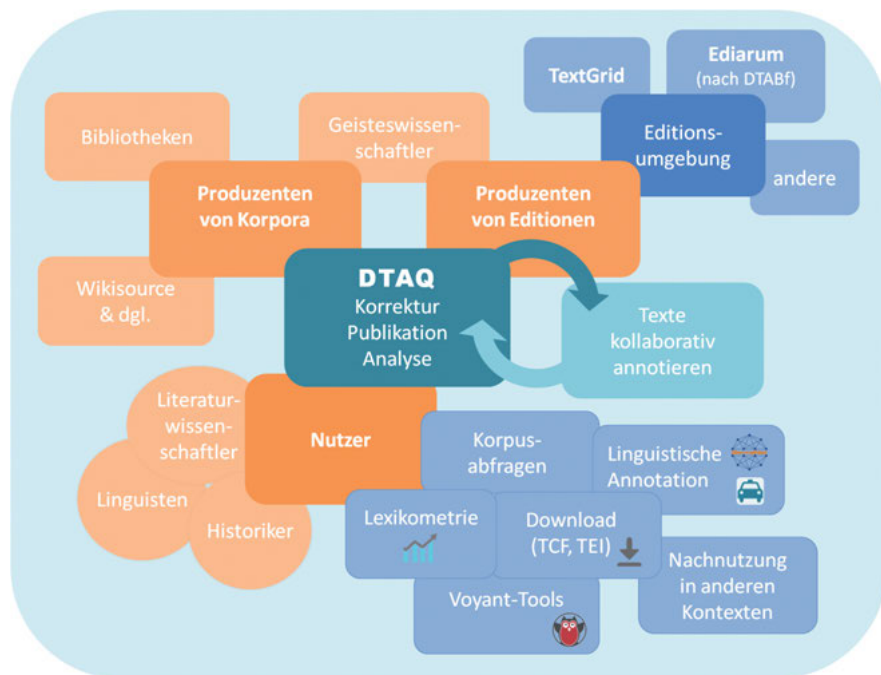 TextGrid
Ediarum
(nach DTABf)
Bibliotheken
Geisteswissen-
schaftler
Editions-
umgebung
andere
Produzenten
von Korpora
Produzenten
von Editionen
Wikisource
& dgl.
DTAQ
Korrektur
Publikation
Analyse
Texte
kollaborativ
annotieren
Literatur-
wissen-
schaftler
Linguisten
Historiker
Nutzer
Korpus-
abfragen
Linguistische
Annotation
Lexikometrie
Download
(TCF, TEI)
Voyant-Tools
Nachnutzung
in anderen
Kontexten